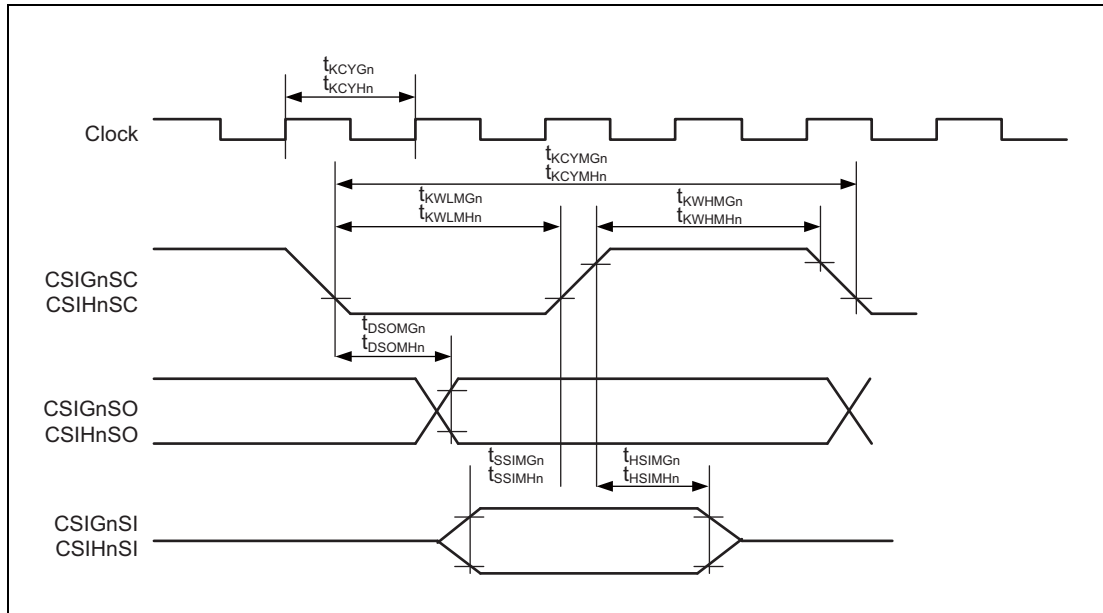 tKCYGn
tKCYHn
Clock
tKCYMGn
tKCYMHn
tKWLMGn
tKWLMHn
tKWHMGn
tKWHMHn
CSIGnSC
CSIHnSC
tDSOMGn
tDSOMHn
CSIGnSO
CSIHnSO
tSSIMGn
tSSIMHn
tHSIMGn
tHSIMHn
CSIGnSI
CSIHnSI